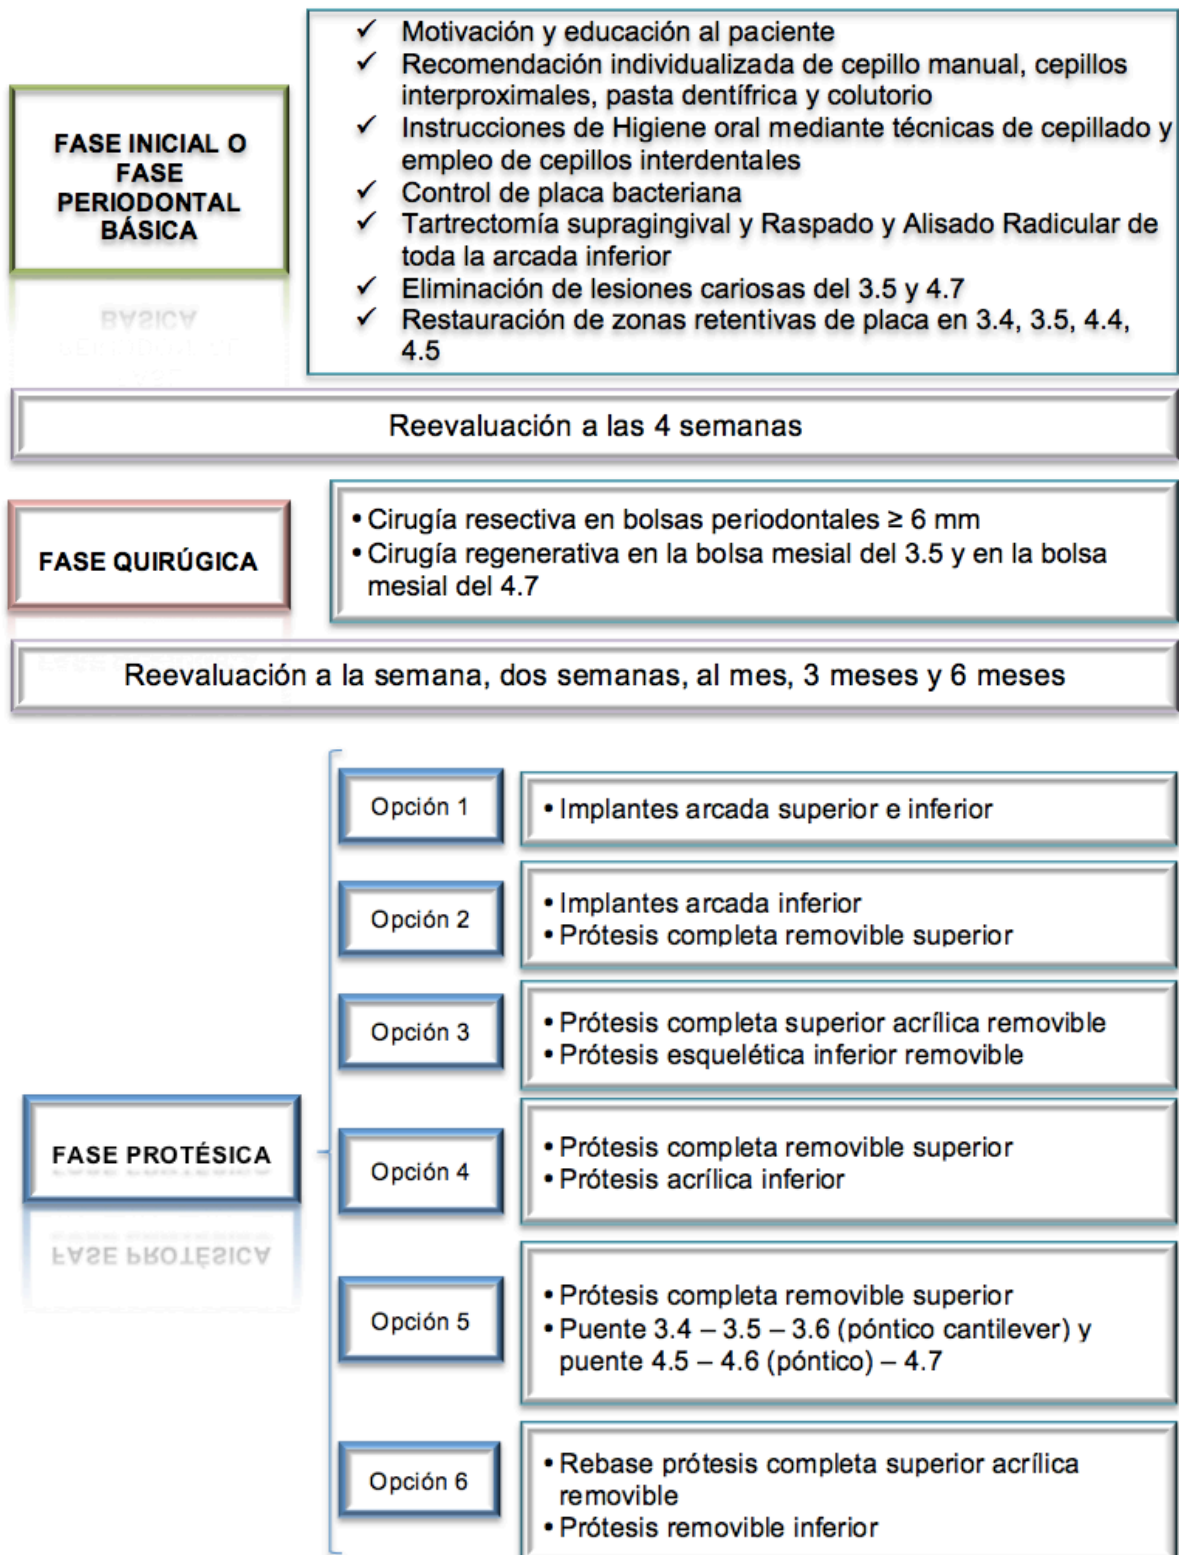 ✓ Motivación y educación al paciente
✓ Recomendación individualizada de cepillo manual, cepillos
interproximales, pasta dentífrica y colutorio
✓ Instrucciones de Higiene oral mediante técnicas de cepillado y
empleo de cepillos interdentales
✓ Control de placa bacteriana
✓ Tartrectomía supragingival y Raspado y Alisado Radicular de
toda la arcada inferior
✓ Eliminación de lesiones cariosas del 3.5 y 4.7
✓ Restauración de zonas retentivas de placa en 3.4, 3.5, 4.4,
4.5
FASE INICIAL O
FASE
PERIODONTAL
BÁSICA
Reevaluación a las 4 semanas
FASE QUIRÚGICA
• Cirugía resectiva en bolsas periodontales ≥ 6 mm
• Cirugía regenerativa en la bolsa mesial del 3.5 y en la bolsa
mesial del 4.7
Reevaluación a la semana, dos semanas, al mes, 3 meses y 6 meses
FASE PROTÉSICA
Opción 1
• Implantes arcada superior e inferior
Opción 2
• Implantes arcada inferior
• Prótesis completa removible superior
Opción 3
• Prótesis completa superior acrílica removible
• Prótesis esquelética inferior removible
Opción 4
• Prótesis completa removible superior
• Prótesis acrílica inferior
Opción 5
• Prótesis completa removible superior
• Puente 3.4 – 3.5 – 3.6 (póntico cantilever) y
puente 4.5 – 4.6 (póntico) – 4.7
Opción 6
• Rebase prótesis completa superior acrílica
removible
• Prótesis removible inferior